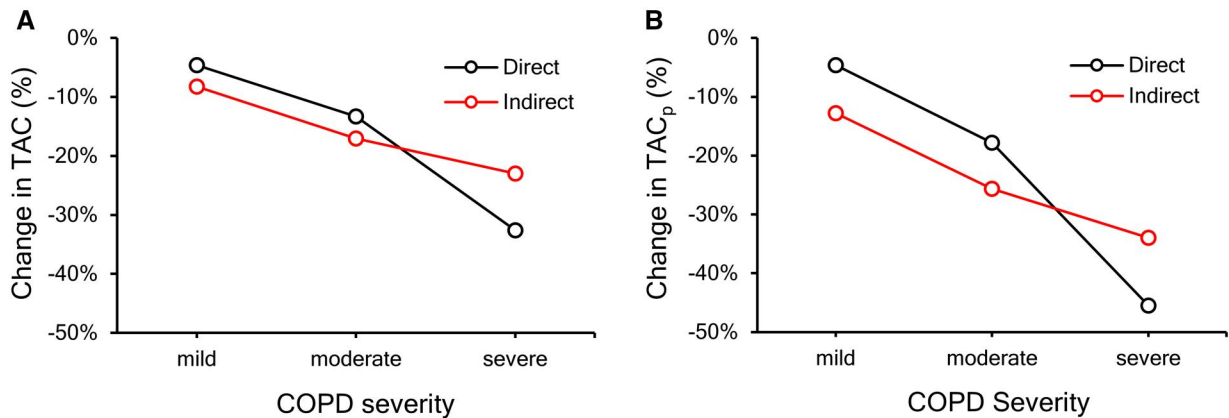 A
0%
-10%
-20%
-30%
-40%
-50%
Change in TAC (%)
Direct
Indirect
mild moderate severe
COPD severity
B
0%
-10%
-20%
-30%
-40%
-50%
Change in TACp (%)
Direct
Indirect
mild moderate severe
COPD Severity